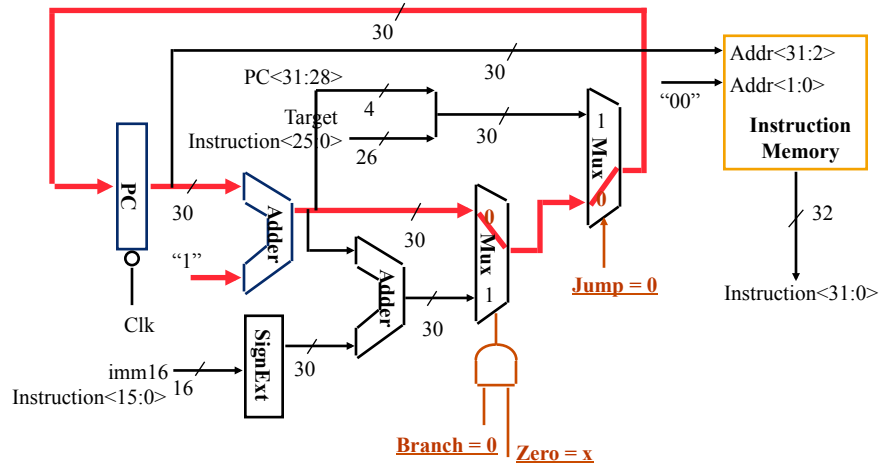 30
30
Addr<31:2>
PC<31:28>
“00”
Addr<1:0>
4
Target
30
1
Instruction<25:0>
26
Mux
Instruction
Memory
PC
30
Adder
0
0
30
32
“1”
Adder
Mux
Jump = 0
1
Instruction<31:0>
Clk
30
SignExt
30
imm16
16
Instruction<15:0>
Branch = 0
Zero = x